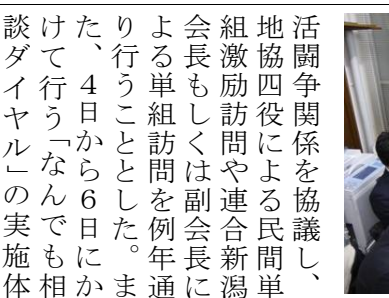 活闘争関係を協議し、
地協四役による民間単
組激励訪問や連合新潟
会長もしくは副会長に
よる単組訪問を例年通
り行うこととした。ま
た、4日から6日にか
けて行う「なんでも相
談ダイヤル」の実施体